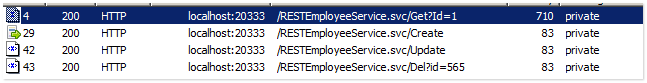 4 200 HTTP localhost:20333 /RESTEmployeeService.svc/Get?Id=1 710 private
29 200 HTTP localhost:20333 /RESTEmployeeService.svc/Create 83 private
42 200 HTTP localhost:20333 /RESTEmployeeService.svc/Update 83 private
43 200 HTTP localhost:20333 /RESTEmployeeService.svc/Del?id=565 83 private